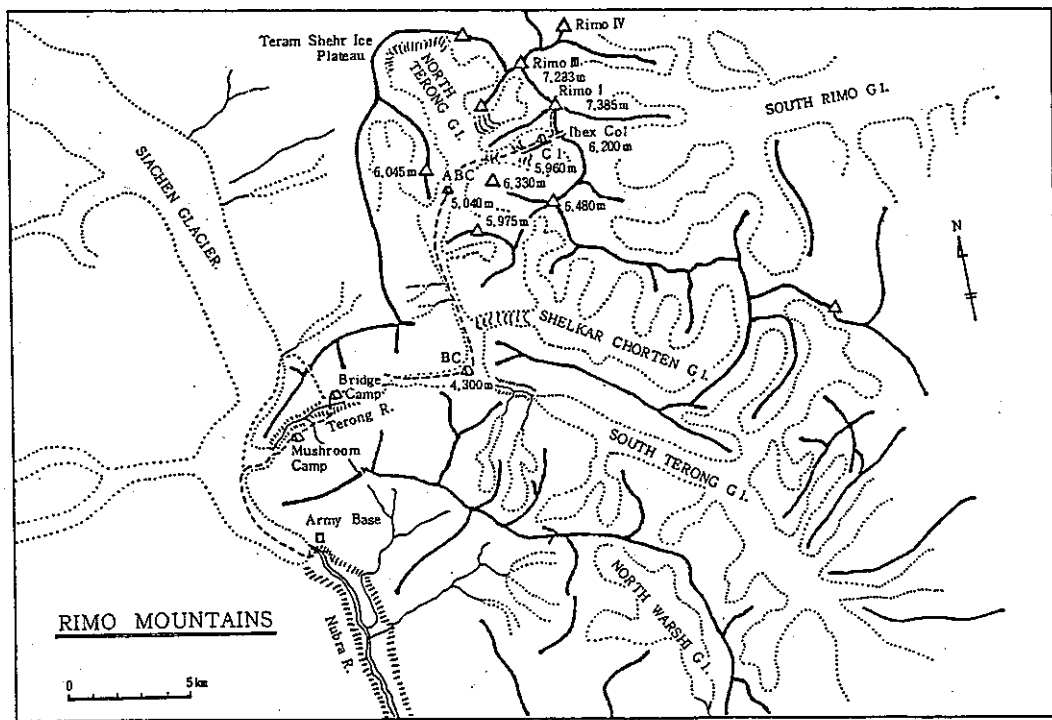 Rimo IV
Teram Shehr Ice
Plateau
Rimo III
7,233m
NORTH
TERONG Gl.
Rimo I
7,385m
SOUTH RIMO Gl.
Ibex Col
6,200m
C1
5,960m
6,045m
ABC
5,040m
6,330m
6,480m
5,975m
SIACHEN GLACIER
N
SHELKAR CHORTEN Gl.
BC
4,300m
Bridge
Camp
Terong R.
Mushroom
Camp
SOUTH TERONG Gl.
Army Base
NORTH WARSHI Gl.
RIMO MOUNTAINS
Nubra R.
0 5km